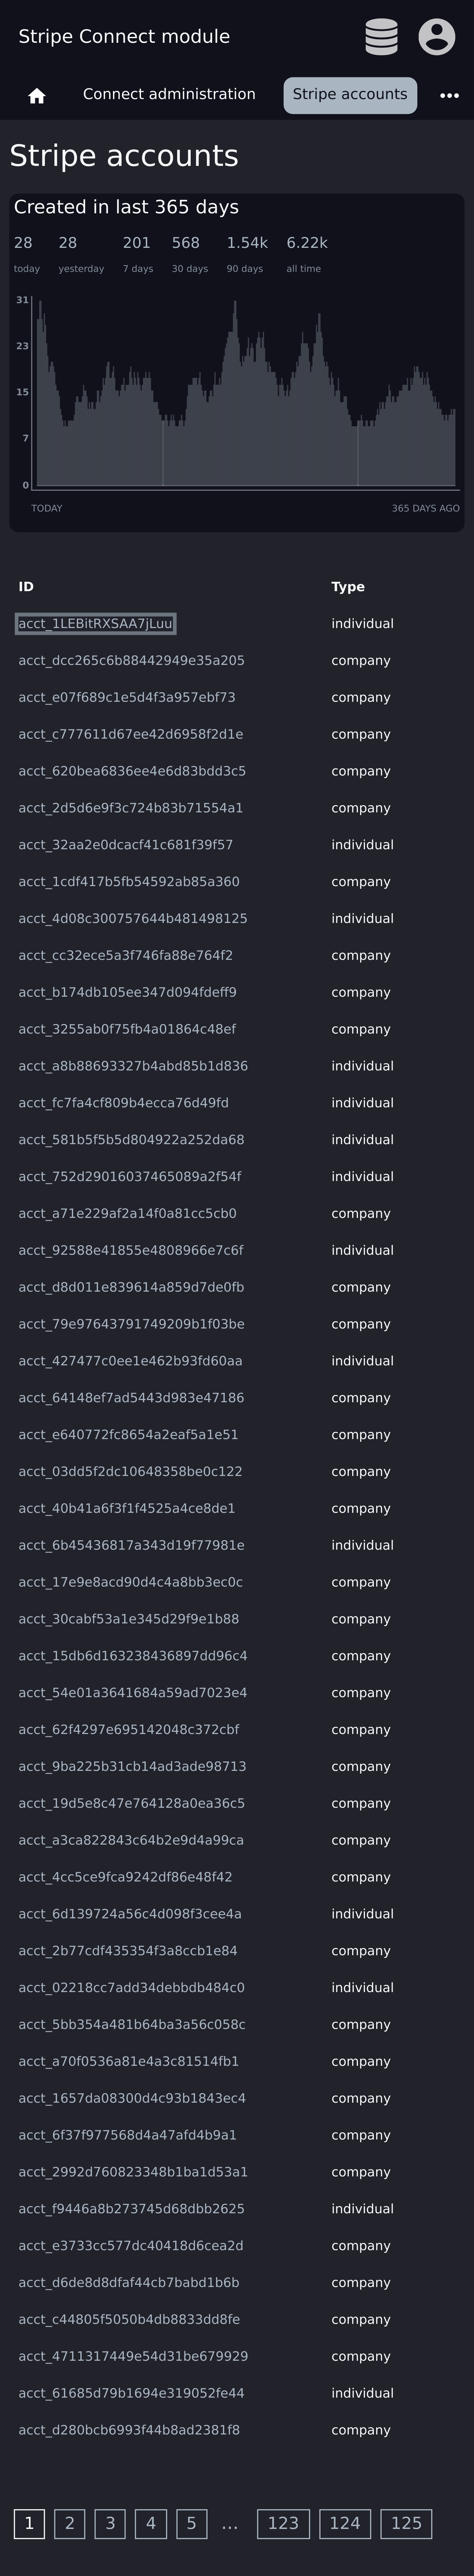 Stripe Connect module
Connect administration Stripe accounts
Stripe accounts
Created in last 365 days
28 28 201 568 1.54k 6.22k
today yesterday 7 days 30 days 90 days all time
31
23
15
7
0
TODAY 365 DAYS AGO
ID Type
acct_1LEBitRXSAA7jLuu individual
acct_dcc265c6b88442949e35a205 company
acct_e07f689c1e5d4f3a957ebf73 company
acct_c777611d67ee42d6958f2d1e company
acct_620bea6836ee4e6d83bdd3c5 company
acct_2d5d6e9f3c724b83b71554a1 company
acct_32aa2e0dcacf41c681f39f57 individual
acct_1cdf417b5fb54592ab85a360 company
acct_4d08c300757644b481498125 individual
acct_cc32ece5a3f746fa88e764f2 company
acct_b174db105ee347d094fdeff9 company
acct_3255ab0f75fb4a01864c48ef company
acct_a8b88693327b4abd85b1d836 individual
acct_fc7fa4cf809b4ecca76d49fd individual
acct_581b5f5b5d804922a252da68 individual
acct_752d29016037465089a2f54f individual
acct_a71e229af2a14f0a81cc5cb0 company
acct_92588e41855e4808966e7c6f individual
acct_d8d011e839614a859d7de0fb company
acct_79e97643791749209b1f03be company
acct_427477c0ee1e462b93fd60aa individual
acct_64148ef7ad5443d983e47186 company
acct_e640772fc8654a2eaf5a1e51 company
acct_03dd5f2dc10648358be0c122 company
acct_40b41a6f3f1f4525a4ce8de1 company
acct_6b45436817a343d19f77981e individual
acct_17e9e8acd90d4c4a8bb3ec0c company
acct_30cabf53a1e345d29f9e1b88 company
acct_15db6d163238436897dd96c4 company
acct_54e01a3641684a59ad7023e4 company
acct_62f4297e695142048c372cbf company
acct_9ba225b31cb14ad3ade98713 company
acct_19d5e8c47e764128a0ea36c5 company
acct_a3ca822843c64b2e9d4a99ca company
acct_4cc5ce9fca9242df86e48f42 company
acct_6d139724a56c4d098f3cee4a individual
acct_2b77cdf435354f3a8ccb1e84 company
acct_02218cc7add34debbdb484c0 individual
acct_5bb354a481b64ba3a56c058c company
acct_a70f0536a81e4a3c81514fb1 company
acct_1657da08300d4c93b1843ec4 company
acct_6f37f977568d4a47afd4b9a1 company
acct_2992d760823348b1ba1d53a1 company
acct_f9446a8b273745d68dbb2625 individual
acct_e3733cc577dc40418d6cea2d company
acct_d6de8d8dfaf44cb7babd1b6b company
acct_c44805f5050b4db8833dd8fe company
acct_4711317449e54d31be679929 company
acct_61685d79b1694e319052fe44 individual
acct_d280bcb6993f44b8ad2381f8 company
1 2 3 4 5 … 123 124 125